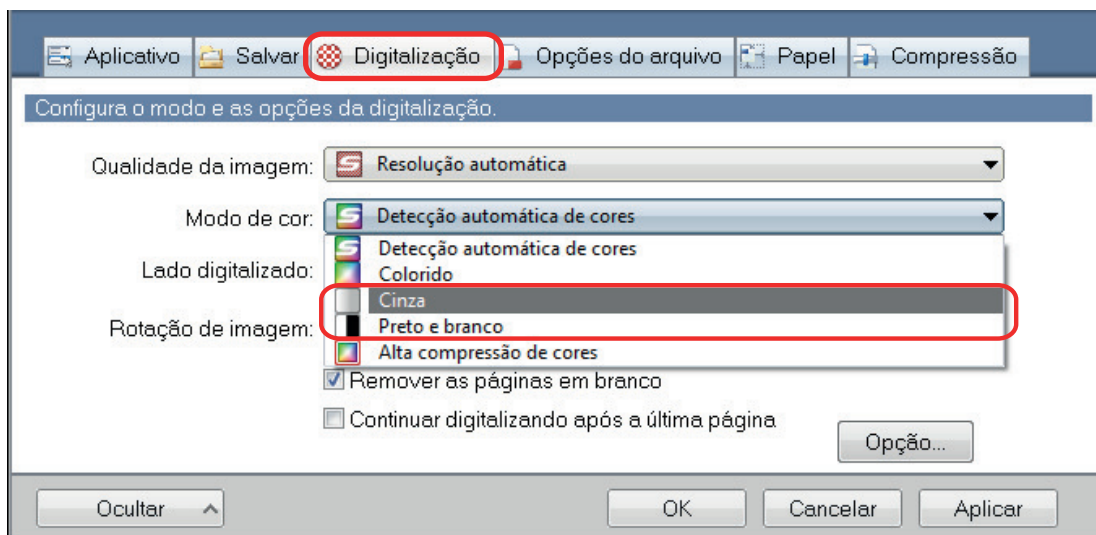 Aplicativo Salvar Digitalização Opções do arquivo Papel Compressão
Configura o modo e as opções da digitalização.
Qualidade da imagem: Resolução automática
Modo de cor: Detecção automática de cores
Detecção automática de cores
Lado digitalizado: Colorido
Cinza
Rotação de imagem: Preto e branco
Alta compressão de cores
Remover as páginas em branco
Continuar digitalizando após a última página
Opção...
Ocultar OK Cancelar Aplicar